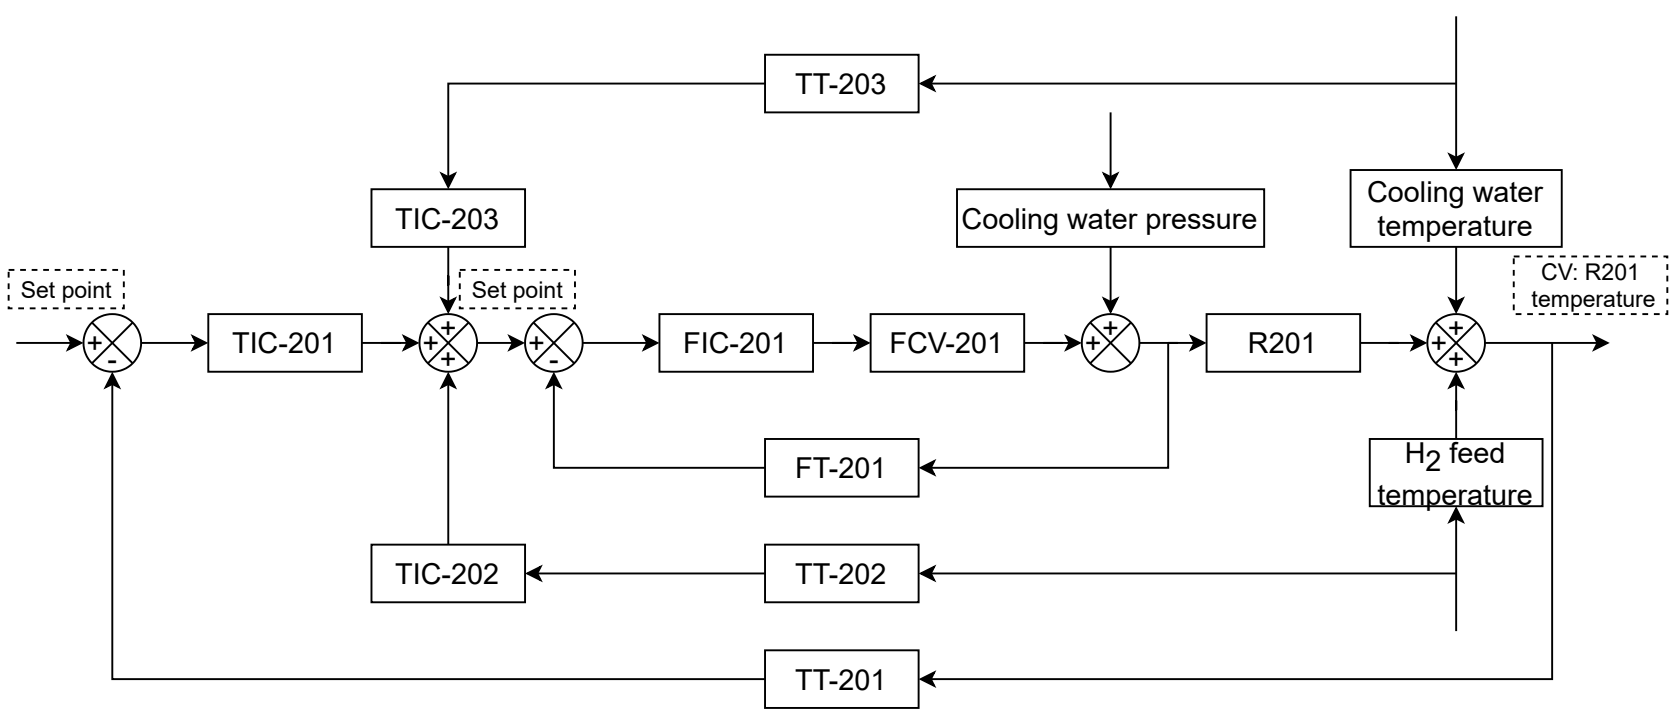 TT-203
TIC-203
Cooling water pressure
Cooling water
temperature
Set point
Set point
CV: R201
temperature
+
-
TIC-201
+
+
+
+
-
FIC-201
FCV-201
+
+
R201
+
+
+
FT-201
H2 feed
temperature
TIC-202
TT-202
TT-201